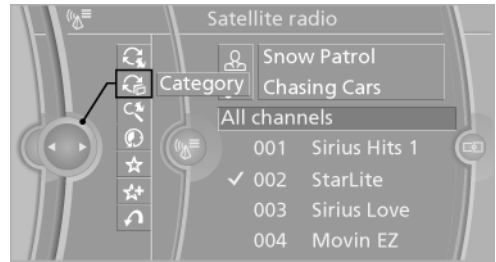 Satellite radio
Snow Patrol
Category
Chasing Cars
All channels
001 Sirius Hits 1
002 StarLite
003 Sirius Love
004 Movin EZ